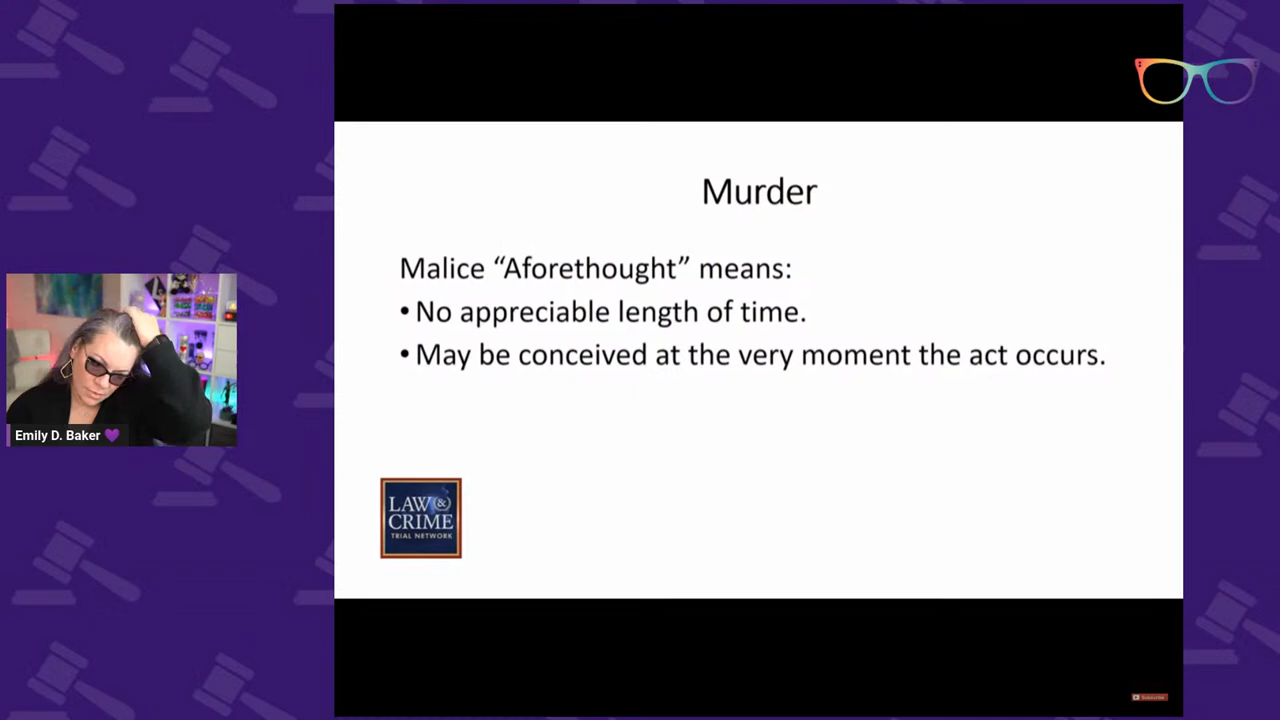 Murder
Malice “Aforethought” means:
• No appreciable length of time.
• May be conceived at the very moment the act occurs.
Emily D. Baker 💜
LAW &
CRIME
TRIAL NETWORK
Subscribe